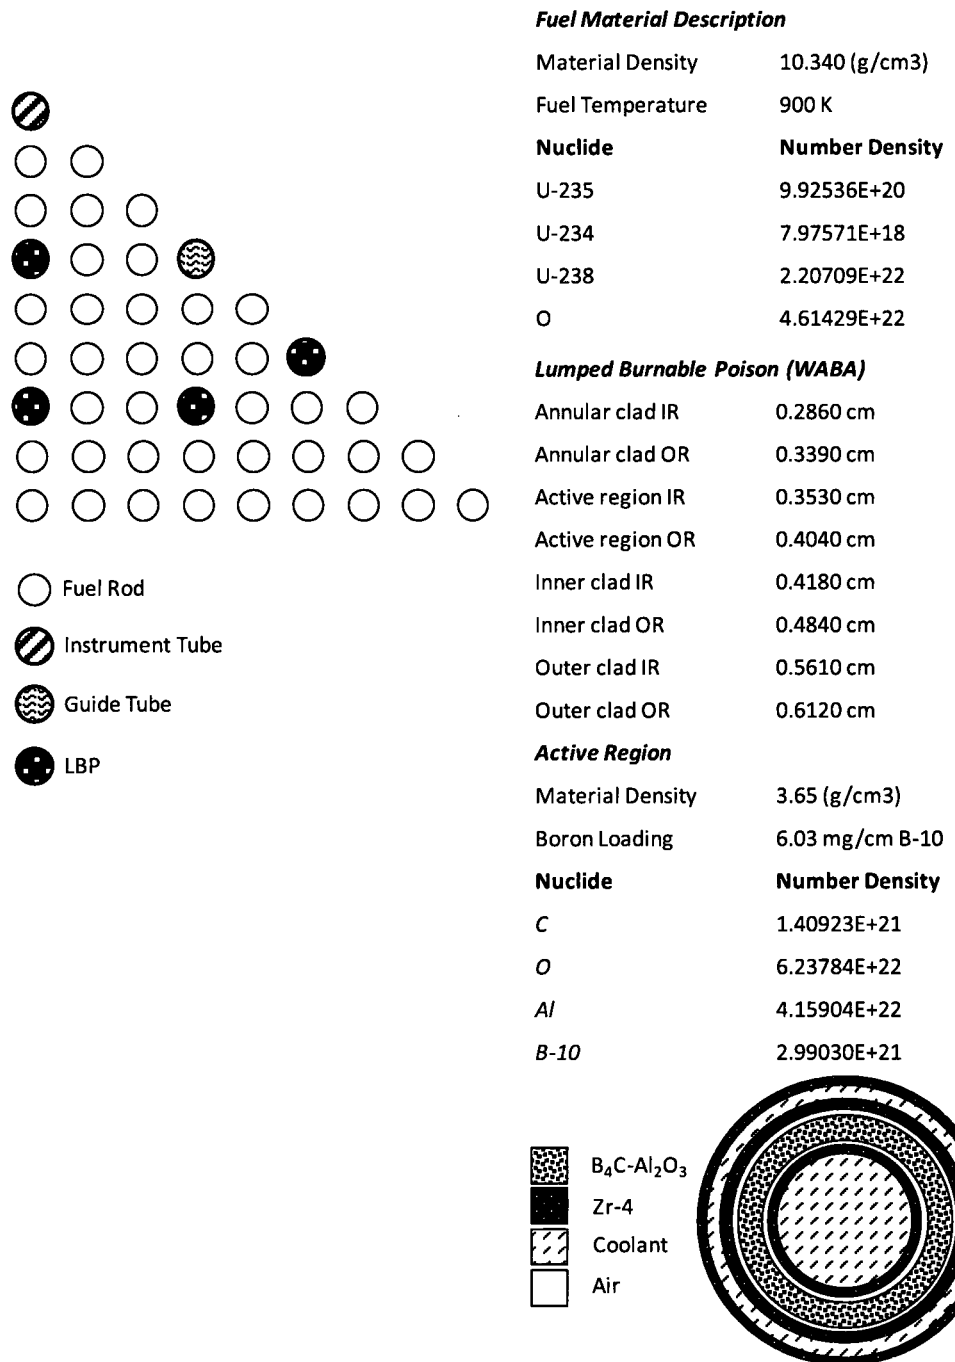 Fuel Material Description
Material Density 10.340 (g/cm3)
Fuel Temperature 900 K
Nuclide Number Density
U-235 9.92536E+20
U-234 7.97571E+18
U-238 2.20709E+22
O 4.61429E+22
Lumped Burnable Poison (WABA)
Annular clad IR 0.2860 cm
Annular clad OR 0.3390 cm
Active region IR 0.3530 cm
Active region OR 0.4040 cm
Inner clad IR 0.4180 cm
Inner clad OR 0.4840 cm
Outer clad IR 0.5610 cm
Outer clad OR 0.6120 cm
Active Region
Material Density 3.65 (g/cm3)
Boron Loading 6.03 mg/cm B-10
Nuclide Number Density
C 1.40923E+21
O 6.23784E+22
Al 4.15904E+22
B-10 2.99030E+21
Fuel Rod
Instrument Tube
Guide Tube
LBP
B₄C-Al₂O₃
Zr-4
Coolant
Air